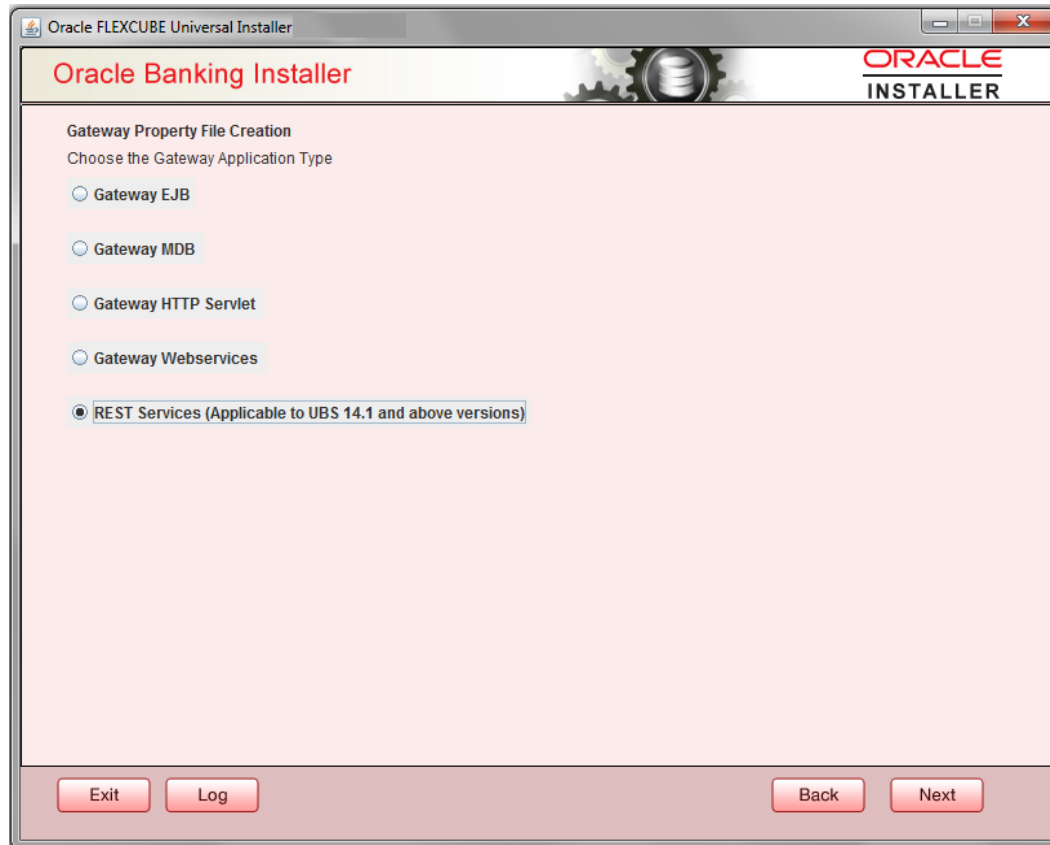 Oracle FLEXCUBE Universal Installer
Oracle Banking Installer
ORACLE
INSTALLER
Gateway Property File Creation
Choose the Gateway Application Type
Gateway EJB
Gateway MDB
Gateway HTTP Servlet
Gateway Webservices
REST Services (Applicable to UBS 14.1 and above versions)
Exit Log Back Next